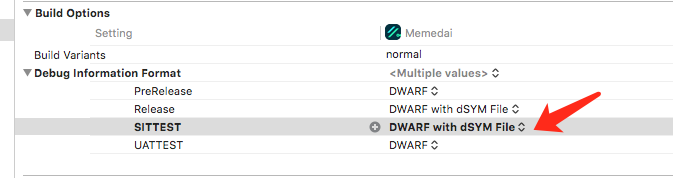 Build Options
Setting Memedai
Build Variants normal
Debug Information Format <Multiple values>
PreRelease DWARF
Release DWARF with dSYM File
SITTEST DWARF with dSYM File
UATTEST DWARF